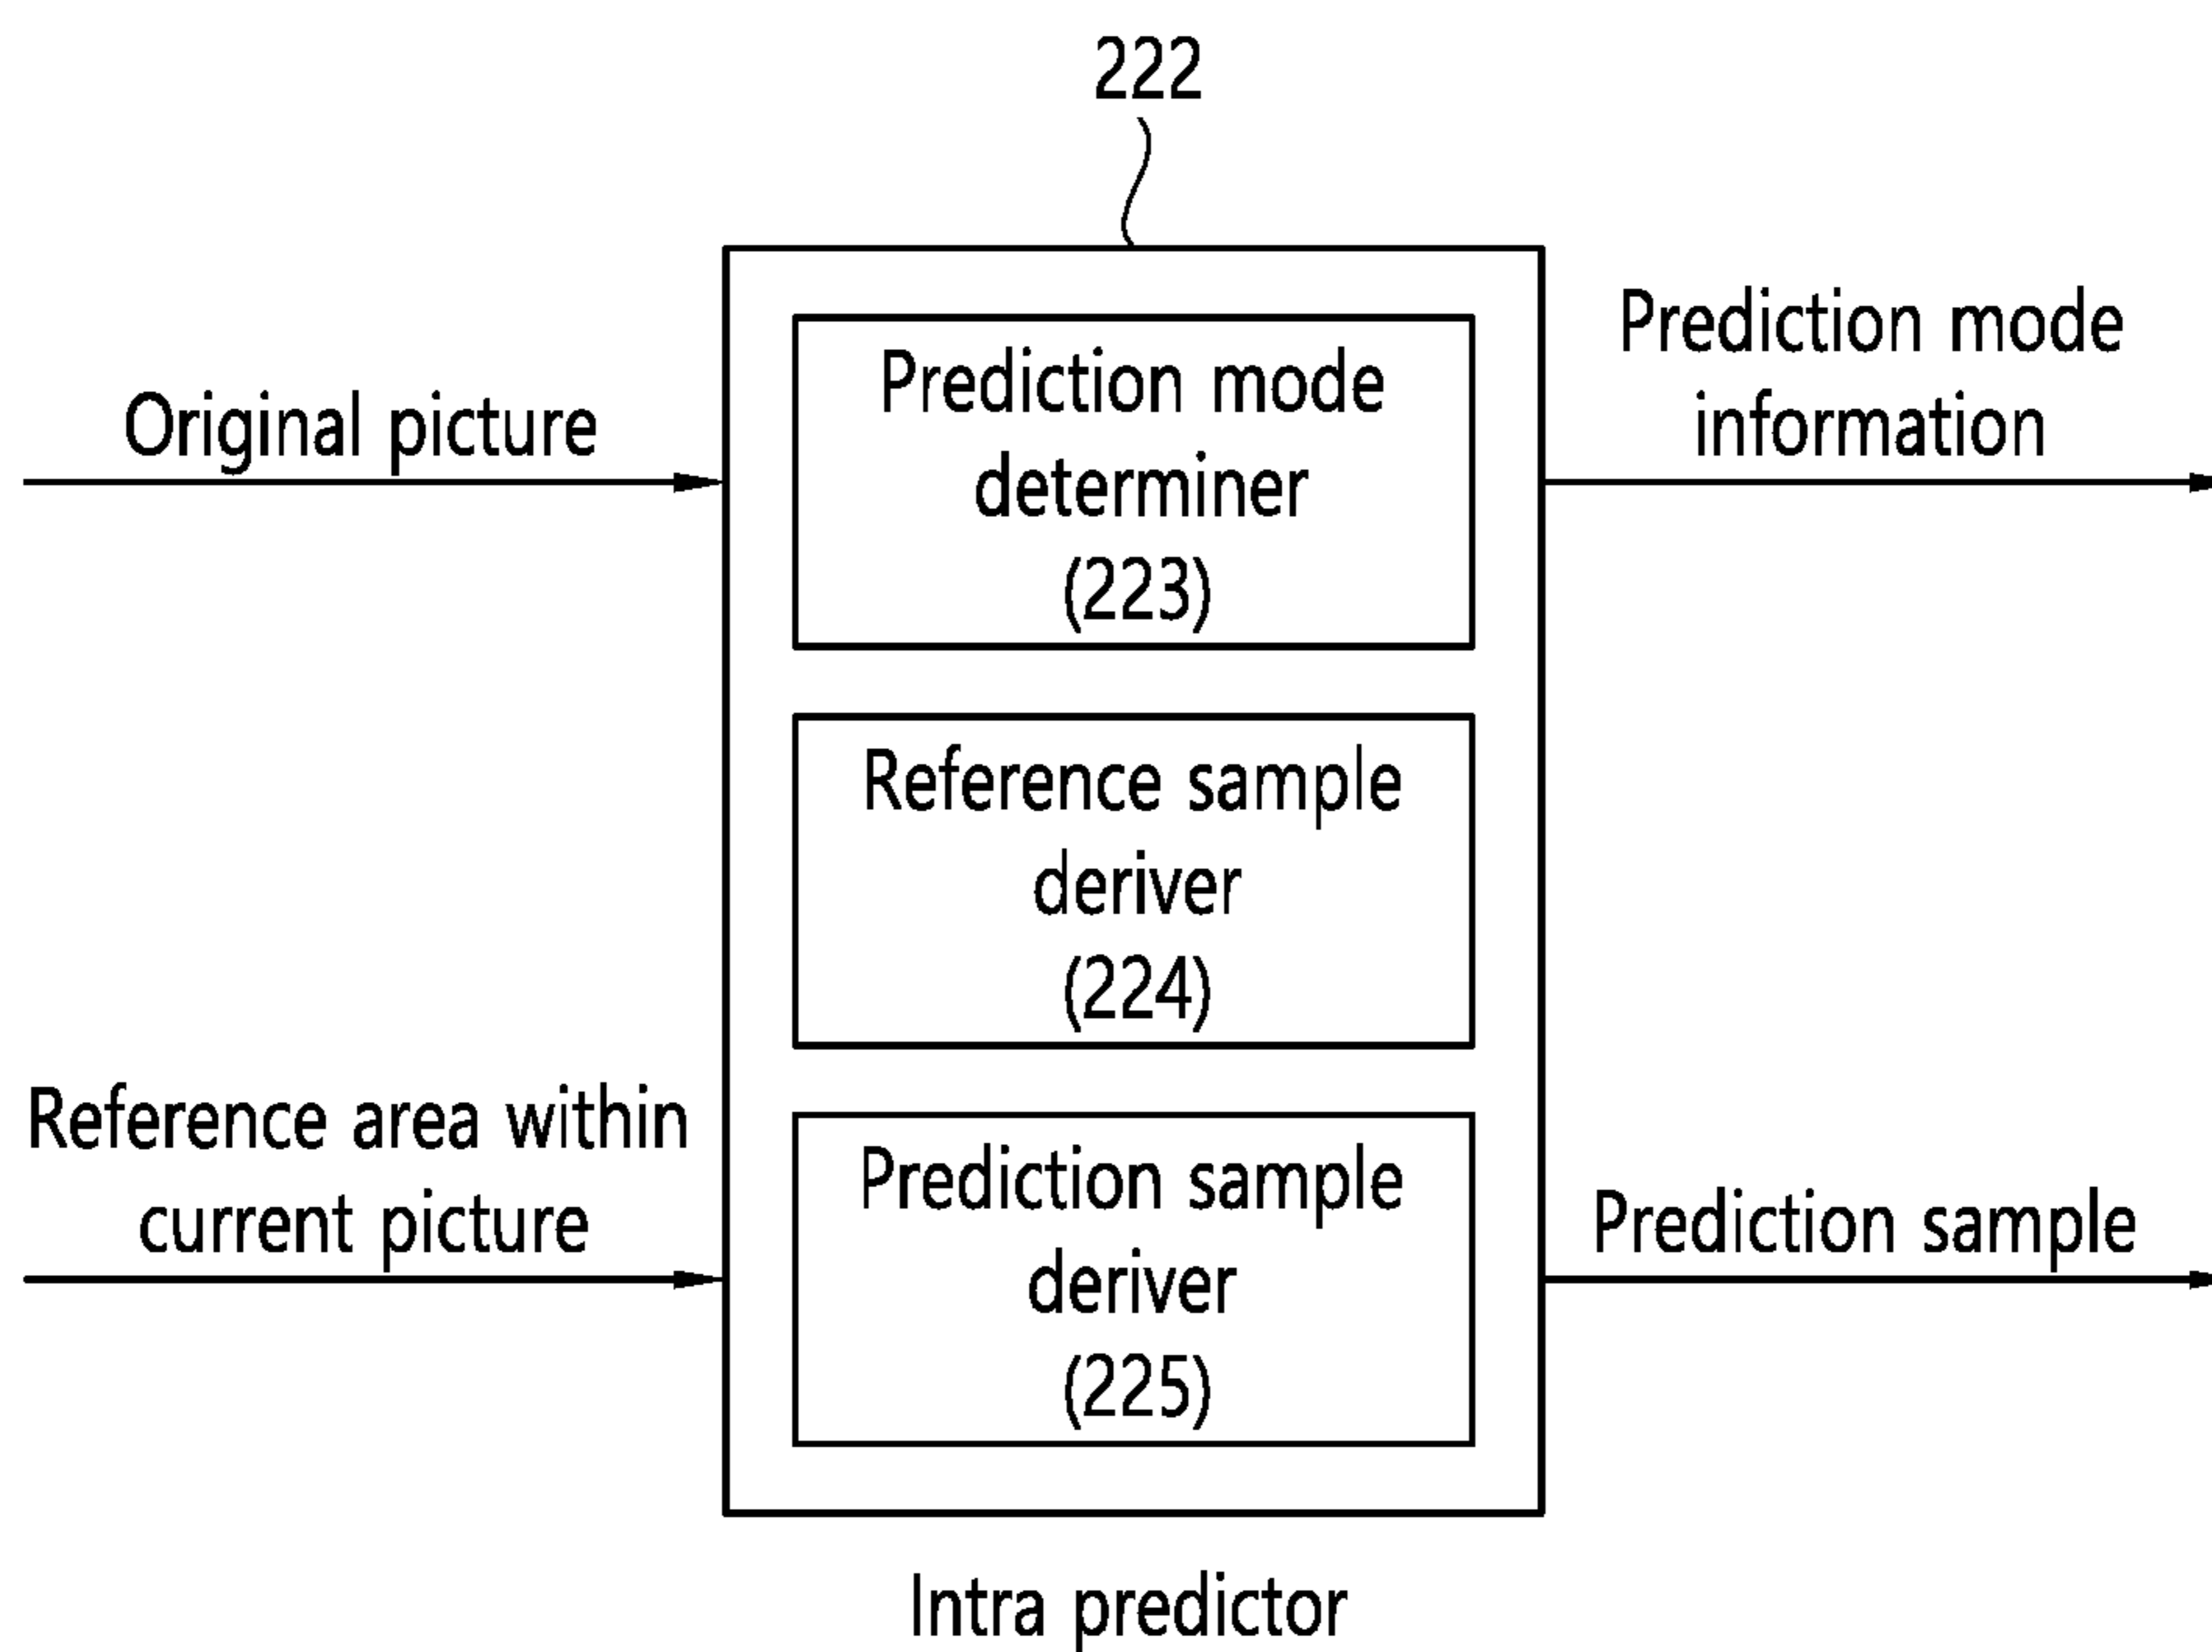 222
Original picture
Prediction mode
determiner
(223)
Prediction mode
information
Reference sample
deriver
(224)
Reference area within
current picture
Prediction sample
deriver
(225)
Prediction sample
Intra predictor